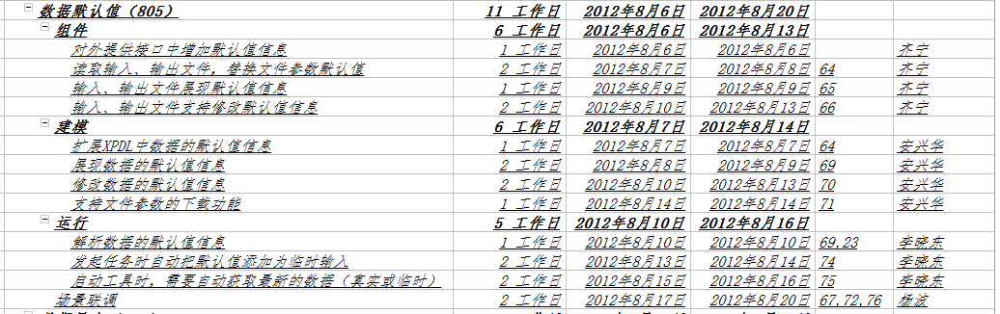 数据默认值（805） 11 工作日 2012年8月6日 2012年8月20日
组件 6 工作日 2012年8月6日 2012年8月13日
对外提供接口中增加默认值信息 1 工作日 2012年8月6日 2012年8月6日 齐宁
读取输入、输出文件，替换文件参数默认值 2 工作日 2012年8月7日 2012年8月8日 64 齐宁
输入、输出文件展现默认值信息 1 工作日 2012年8月9日 2012年8月9日 65 齐宁
输入、输出文件支持修改默认值信息 2 工作日 2012年8月10日 2012年8月13日 66 齐宁
建模 6 工作日 2012年8月7日 2012年8月14日
扩展XPDL中数据的默认值信息 1 工作日 2012年8月7日 2012年8月7日 64 安兴华
展现数据的默认值信息 2 工作日 2012年8月8日 2012年8月9日 69 安兴华
修改数据的默认值信息 2 工作日 2012年8月10日 2012年8月13日 70 安兴华
支持文件参数的下载功能 1 工作日 2012年8月14日 2012年8月14日 71 安兴华
运行 5 工作日 2012年8月10日 2012年8月16日
解析数据的默认值信息 1 工作日 2012年8月10日 2012年8月10日 69,23 李晓东
发起任务时自动把默认值添加为临时输入 2 工作日 2012年8月13日 2012年8月14日 74 李晓东
启动工具时，需要自动获取最新的数据（真实或临时） 2 工作日 2012年8月15日 2012年8月16日 75 李晓东
场景联调 2 工作日 2012年8月17日 2012年8月20日 67,72,76 杨波